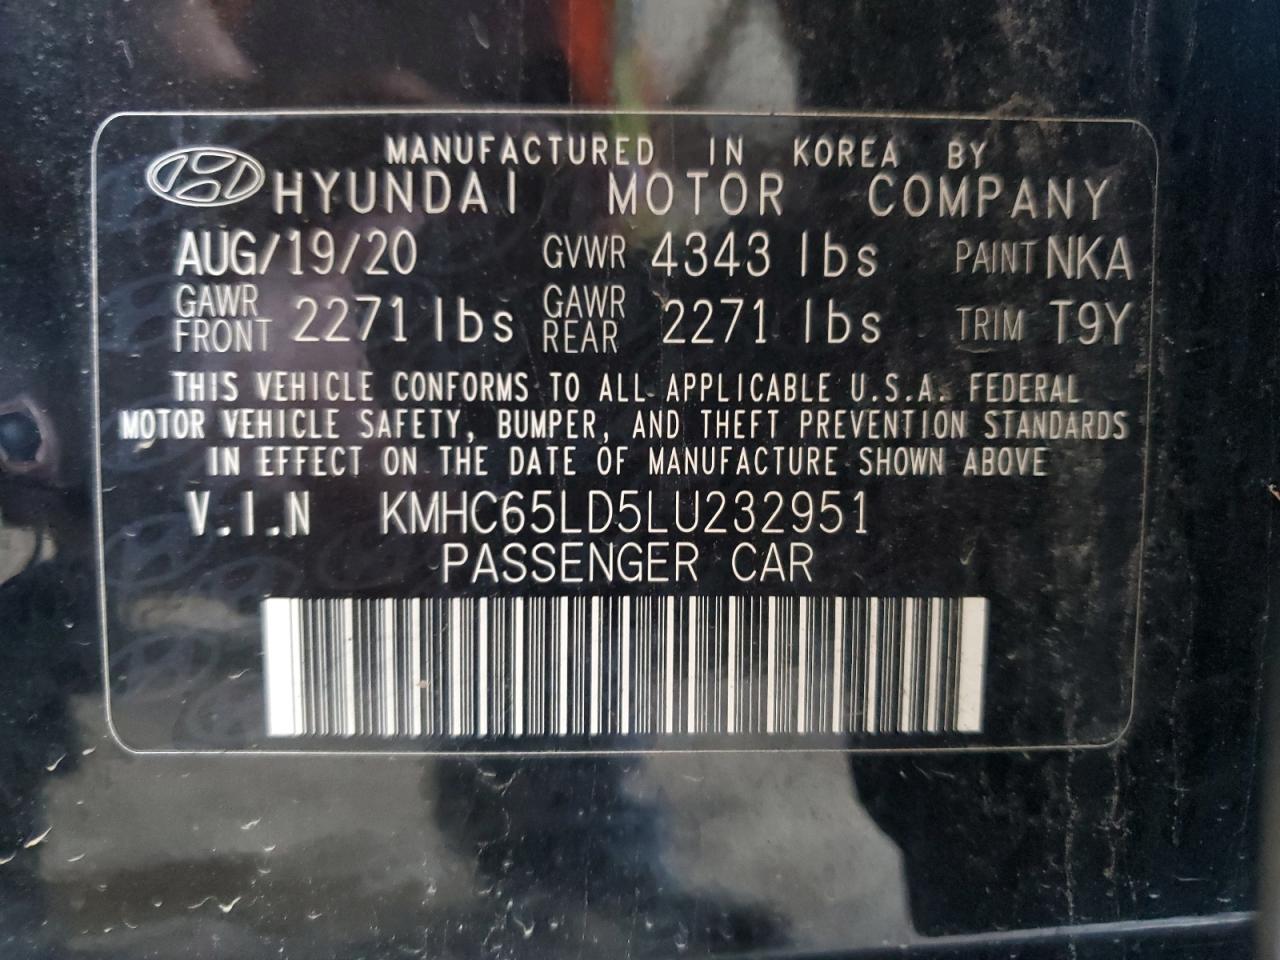 MANUFACTURED IN KOREA BY
HYUNDAI MOTOR COMPANY
AUG/19/20 GVWR 4343 lbs PAINT NKA
GAWR FRONT 2271 lbs GAWR REAR 2271 lbs TRIM T9Y
THIS VEHICLE CONFORMS TO ALL APPLICABLE U.S.A. FEDERAL
MOTOR VEHICLE SAFETY, BUMPER, AND THEFT PREVENTION STANDARDS
IN EFFECT ON THE DATE OF MANUFACTURE SHOWN ABOVE
V.I.N KMHC65LD5LU232951
PASSENGER CAR